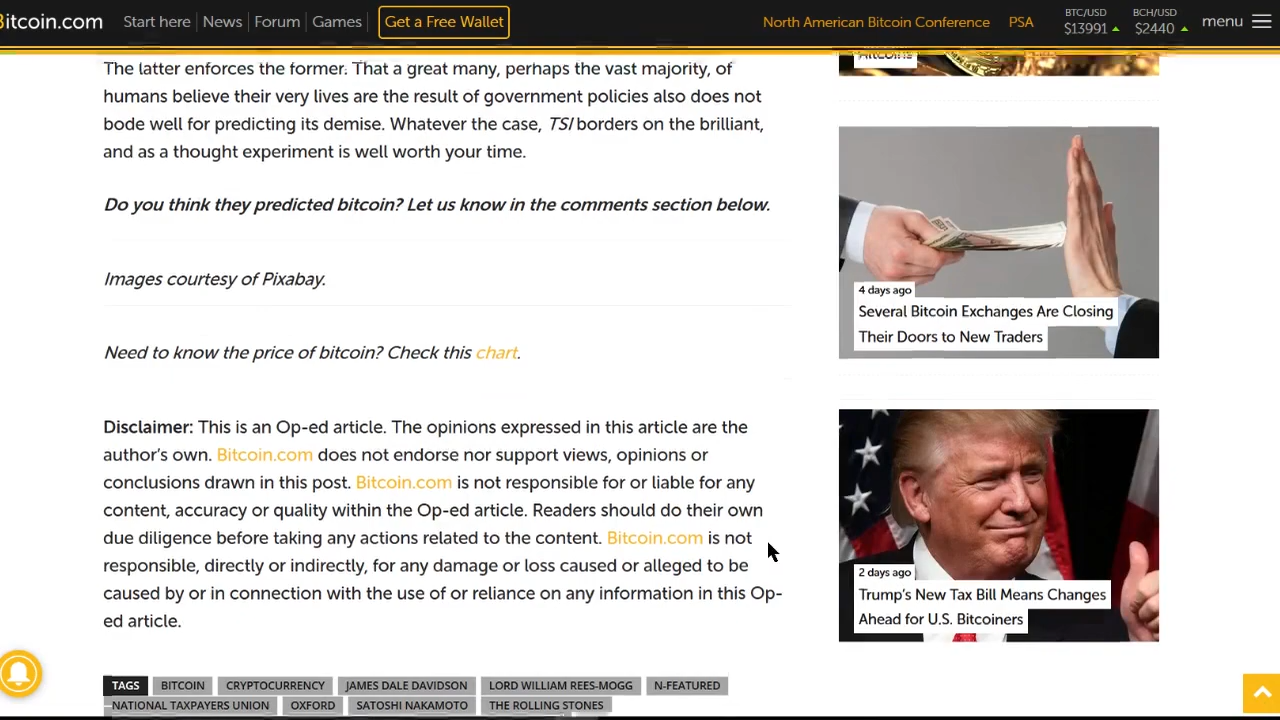 Bitcoin.com Start here News Forum Games Get a Free Wallet North American Bitcoin Conference PSA BTC/USD $13991 BCH/USD $2440 menu
The latter enforces the former. That a great many, perhaps the vast majority, of
humans believe their very lives are the result of government policies also does not
bode well for predicting its demise. Whatever the case, TSI borders on the brilliant,
and as a thought experiment is well worth your time.
Do you think they predicted bitcoin? Let us know in the comments section below.
Images courtesy of Pixabay.
Need to know the price of bitcoin? Check this chart.
Disclaimer: This is an Op-ed article. The opinions expressed in this article are the
author's own. Bitcoin.com does not endorse nor support views, opinions or
conclusions drawn in this post. Bitcoin.com is not responsible for or liable for any
content, accuracy or quality within the Op-ed article. Readers should do their own
due diligence before taking any actions related to the content. Bitcoin.com is not
responsible, directly or indirectly, for any damage or loss caused or alleged to be
caused by or in connection with the use of or reliance on any information in this Op-
ed article.
TAGS BITCOIN CRYPTOCURRENCY JAMES DALE DAVIDSON LORD WILLIAM REES-MOGG N-FEATURED
NATIONAL TAXPAYERS UNION OXFORD SATOSHI NAKAMOTO THE ROLLING STONES
Altcoins
4 days ago
Several Bitcoin Exchanges Are Closing
Their Doors to New Traders
2 days ago
Trump's New Tax Bill Means Changes
Ahead for U.S. Bitcoiners